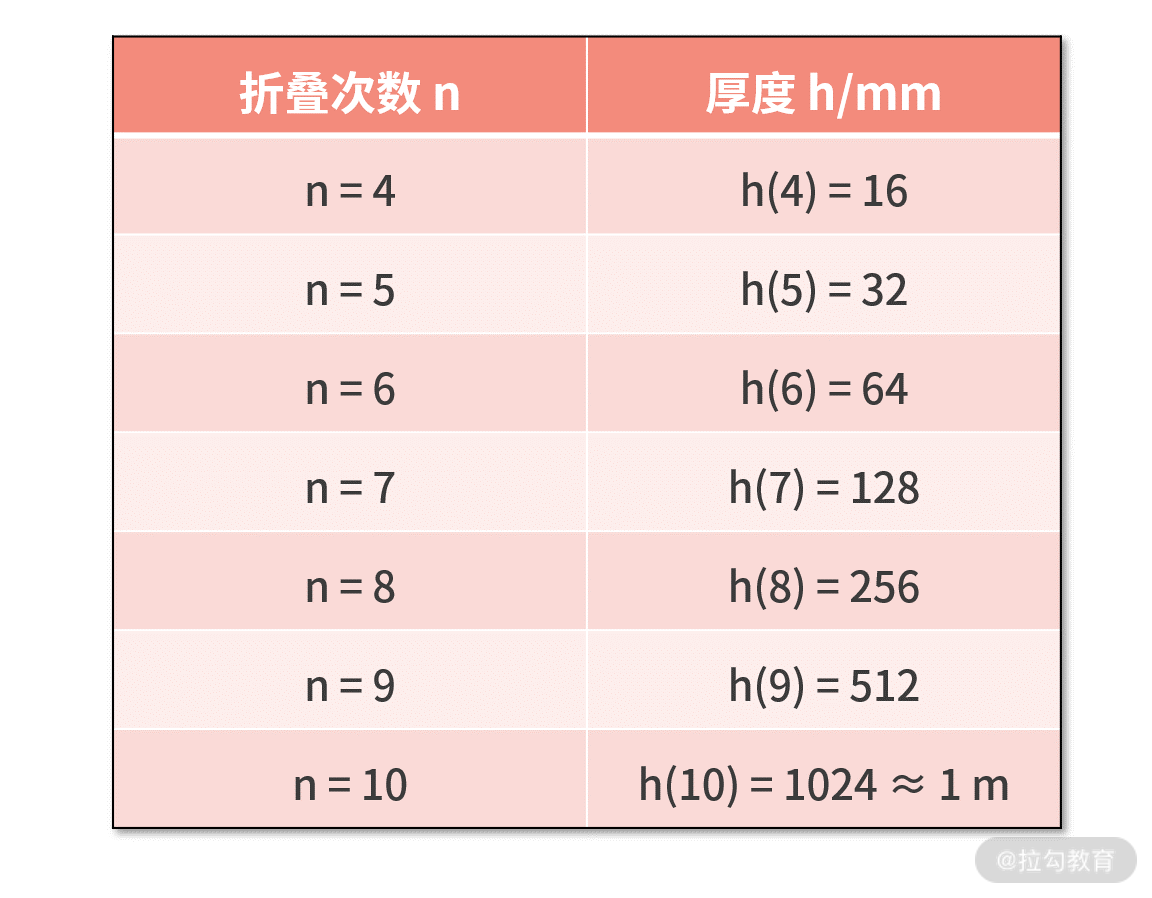 折叠次数 n 厚度 h/mm
n = 4 h(4) = 16
n = 5 h(5) = 32
n = 6 h(6) = 64
n = 7 h(7) = 128
n = 8 h(8) = 256
n = 9 h(9) = 512
n = 10 h(10) = 1024 ≈ 1 m
@拉勾教育